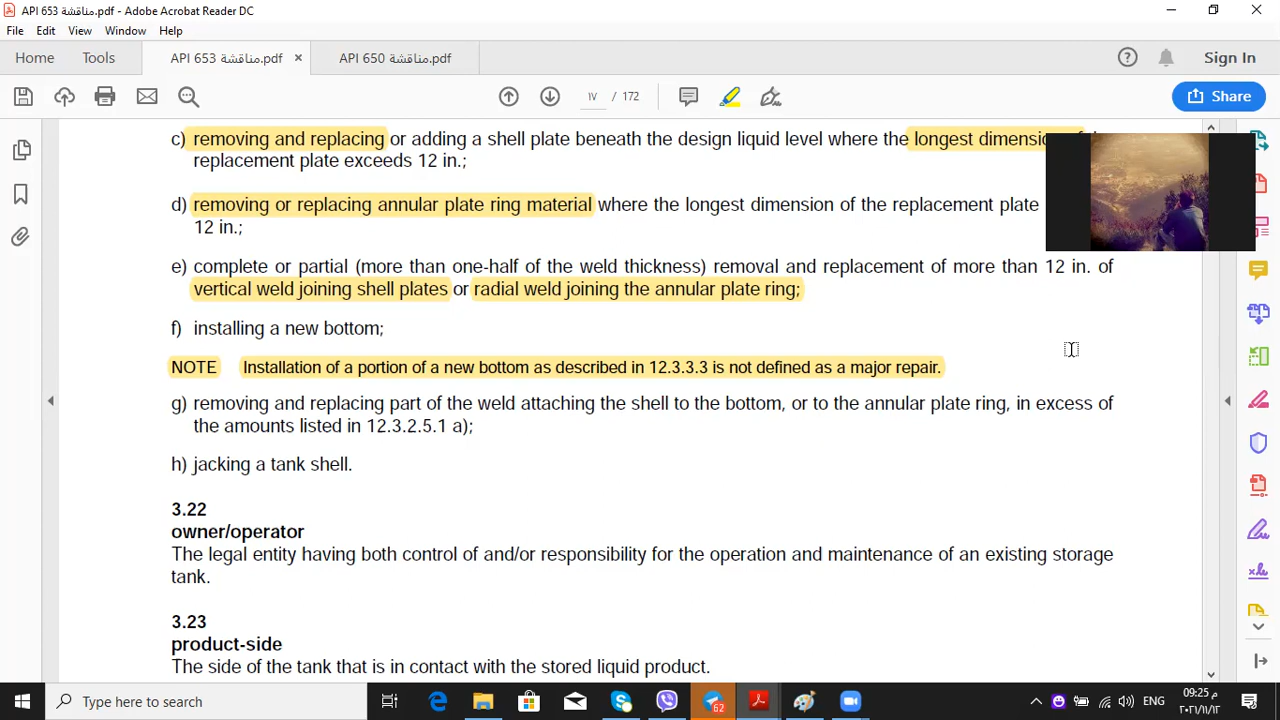 API 653 مناقشة.pdf - Adobe Acrobat Reader DC
File Edit View Window Help
Home Tools API 653 مناقشة.pdf × API 650 مناقشة.pdf Sign In
١٧ / 172 Share
c) removing and replacing or adding a shell plate beneath the design liquid level where the longest
replacement plate exceeds 12 in.;
d) removing or replacing annular plate ring material where the longest dimension of the replacement plate
12 in.;
e) complete or partial (more than one-half of the weld thickness) removal and replacement of more than 12 in. of
vertical weld joining shell plates or radial weld joining the annular plate ring;
f) installing a new bottom;
NOTE Installation of a portion of a new bottom as described in 12.3.3.3 is not defined as a major repair.
g) removing and replacing part of the weld attaching the shell to the bottom, or to the annular plate ring, in excess of
the amounts listed in 12.3.2.5.1 a);
h) jacking a tank shell.
3.22
owner/operator
The legal entity having both control of and/or responsibility for the operation and maintenance of an existing storage
tank.
3.23
product-side
The side of the tank that is in contact with the stored liquid product.
Type here to search
62
ENG
09:25 م
٢٠٢١/١١/١٢